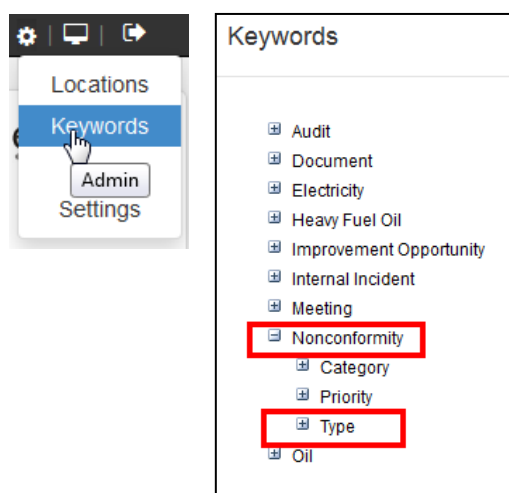 Locations
Keywords
Admin
Settings
Keywords
Audit
Document
Electricity
Heavy Fuel Oil
Improvement Opportunity
Internal Incident
Meeting
Nonconformity
Category
Priority
Type
Oil